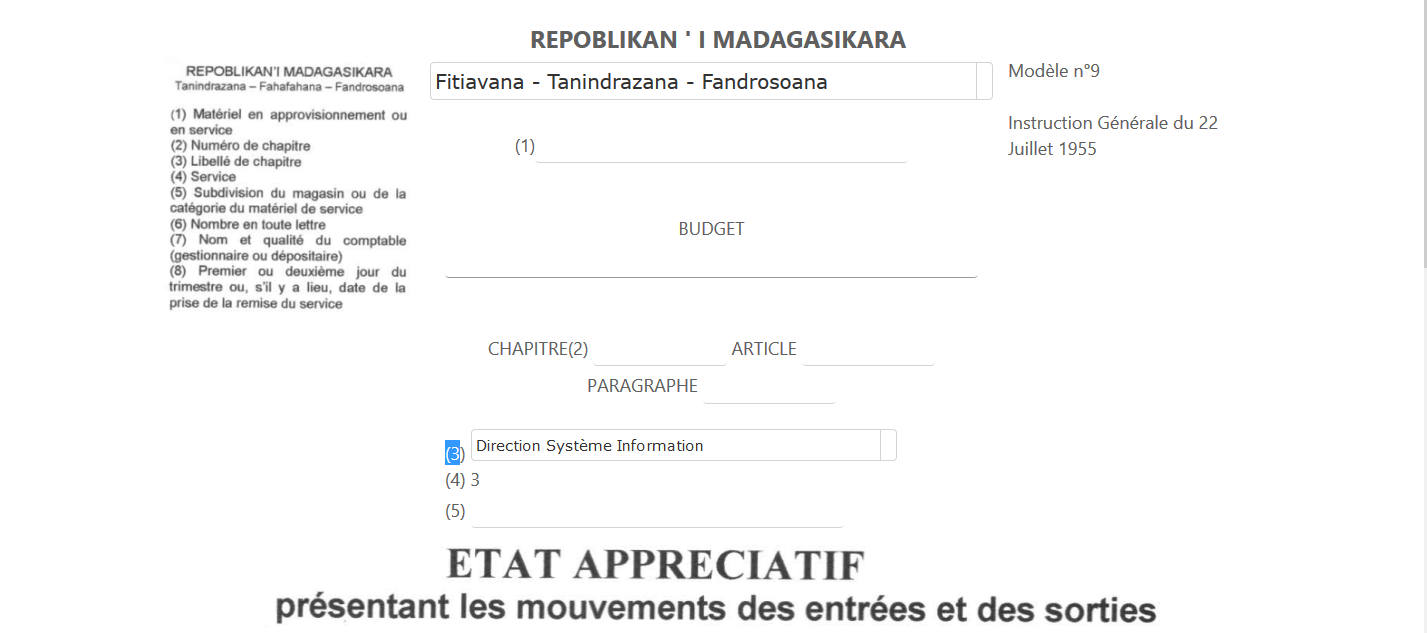 REPOBLIKAN ' I MADAGASIKARA
REPOBLIKAN'I MADAGASIKARA
Tanindrazana – Fahafahana – Fandrosoana
(1) Matériel en approvisionnement ou
en service
(2) Numéro de chapitre
(3) Libellé de chapitre
(4) Service
(5) Subdivision du magasin ou de la
catégorie du matériel de service
(6) Nombre en toute lettre
(7) Nom et qualité du comptable
(gestionnaire ou dépositaire)
(8) Premier ou deuxième jour du
trimestre ou, s'il y a lieu, date de la
prise de la remise du service
Fitiavana - Tanindrazana - Fandrosoana
Modèle n°9
Instruction Générale du 22
Juillet 1955
(1)
BUDGET
CHAPITRE(2) ARTICLE
PARAGRAPHE
(3) Direction Système Information
(4) 3
(5)
ETAT APPRECIATIF
présentant les mouvements des entrées et des sorties